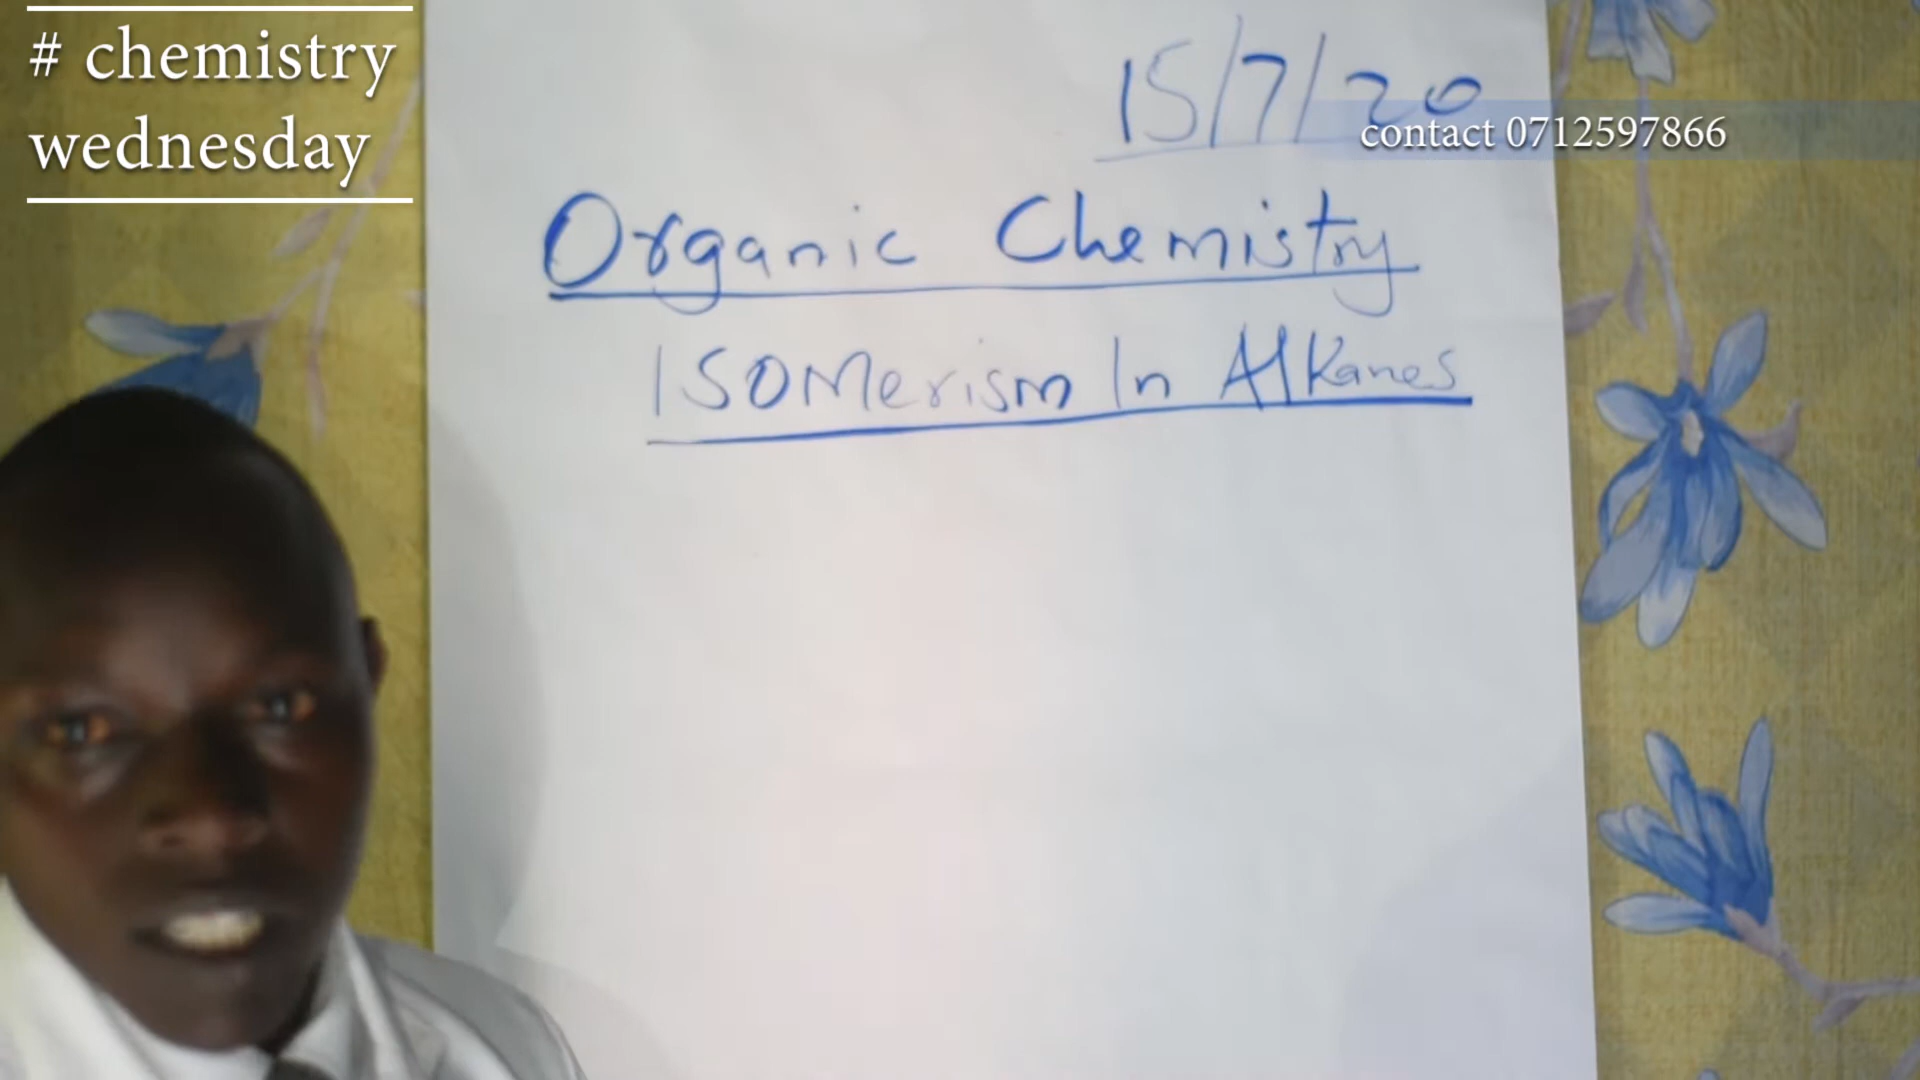 # chemistry
wednesday
15/7/20
contact 0712597866
Organic Chemistry
Isomerism In Alkanes